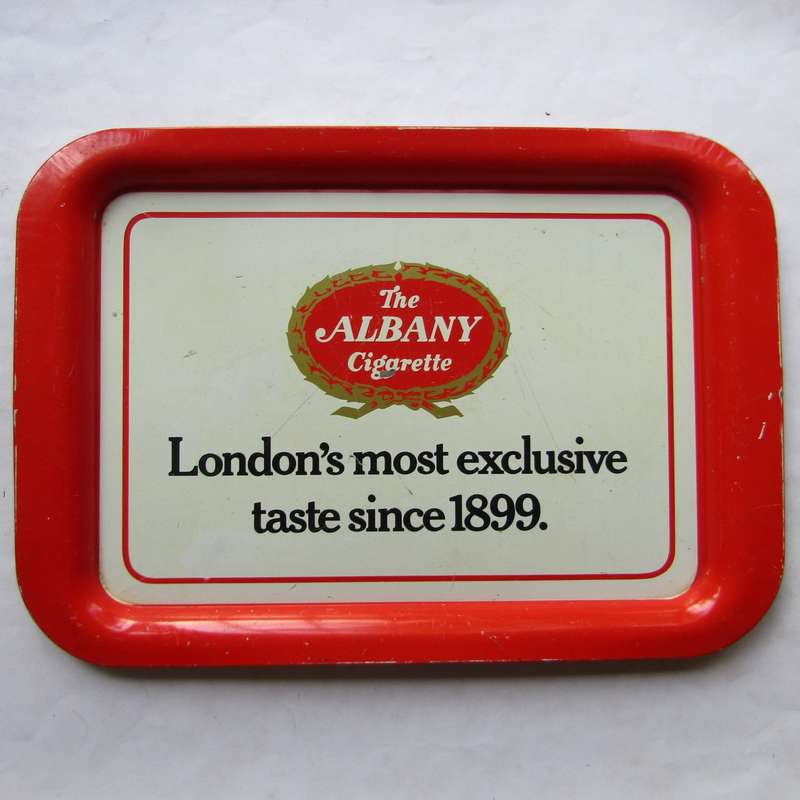 The
ALBANY
Cigarette
London's most exclusive
taste since 1899.